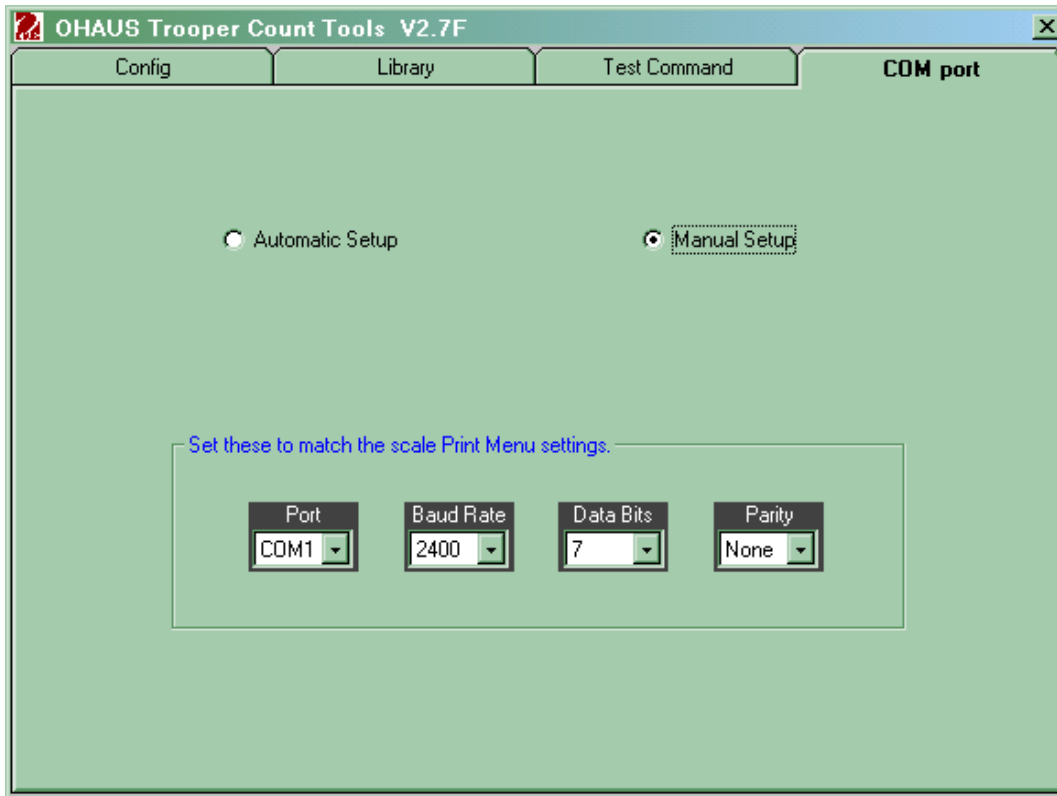 OHAUS Trooper Count Tools V2.7F
Config Library Test Command COM port
Automatic Setup Manual Setup
Set these to match the scale Print Menu settings.
Port Baud Rate Data Bits Parity
COM1 2400 7 None